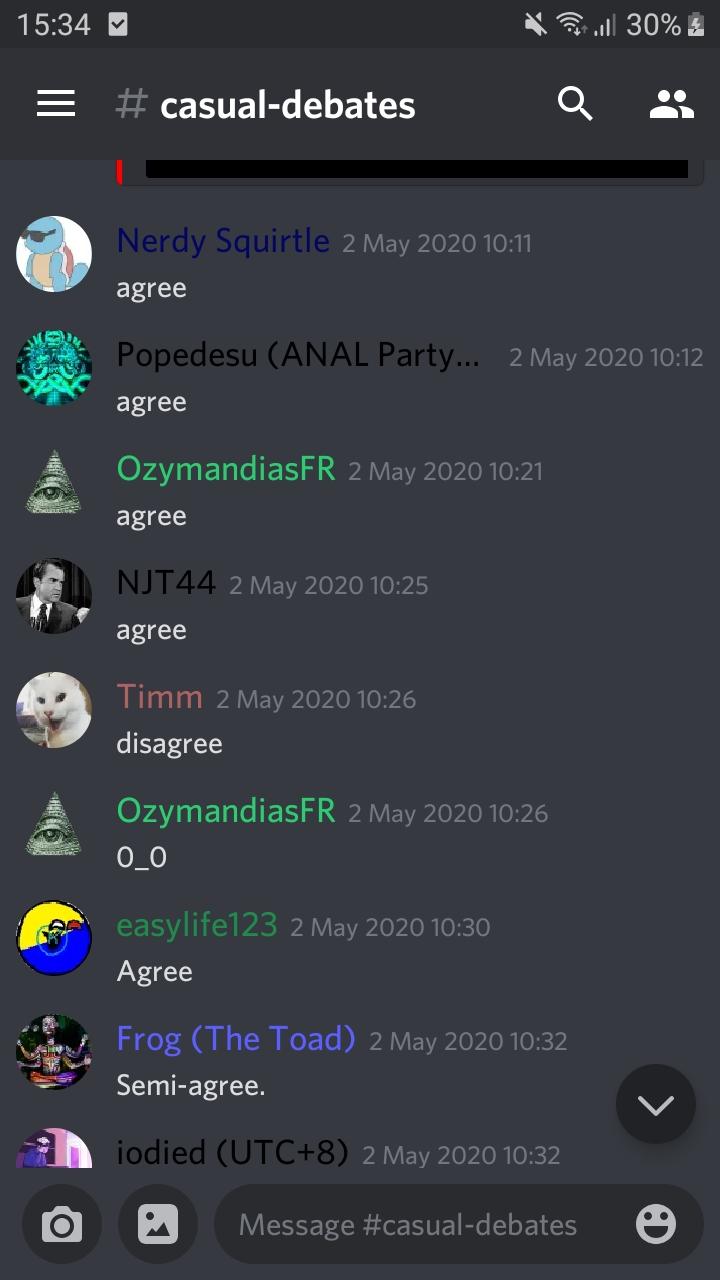 15:34 30%
# casual-debates
Nerdy Squirtle 2 May 2020 10:11
agree
Popedesu (ANAL Party... 2 May 2020 10:12
agree
OzymandiasFR 2 May 2020 10:21
agree
NJT44 2 May 2020 10:25
agree
Timm 2 May 2020 10:26
disagree
OzymandiasFR 2 May 2020 10:26
0_0
easylife123 2 May 2020 10:30
Agree
Frog (The Toad) 2 May 2020 10:32
Semi-agree.
iodied (UTC+8) 2 May 2020 10:32
Message #casual-debates